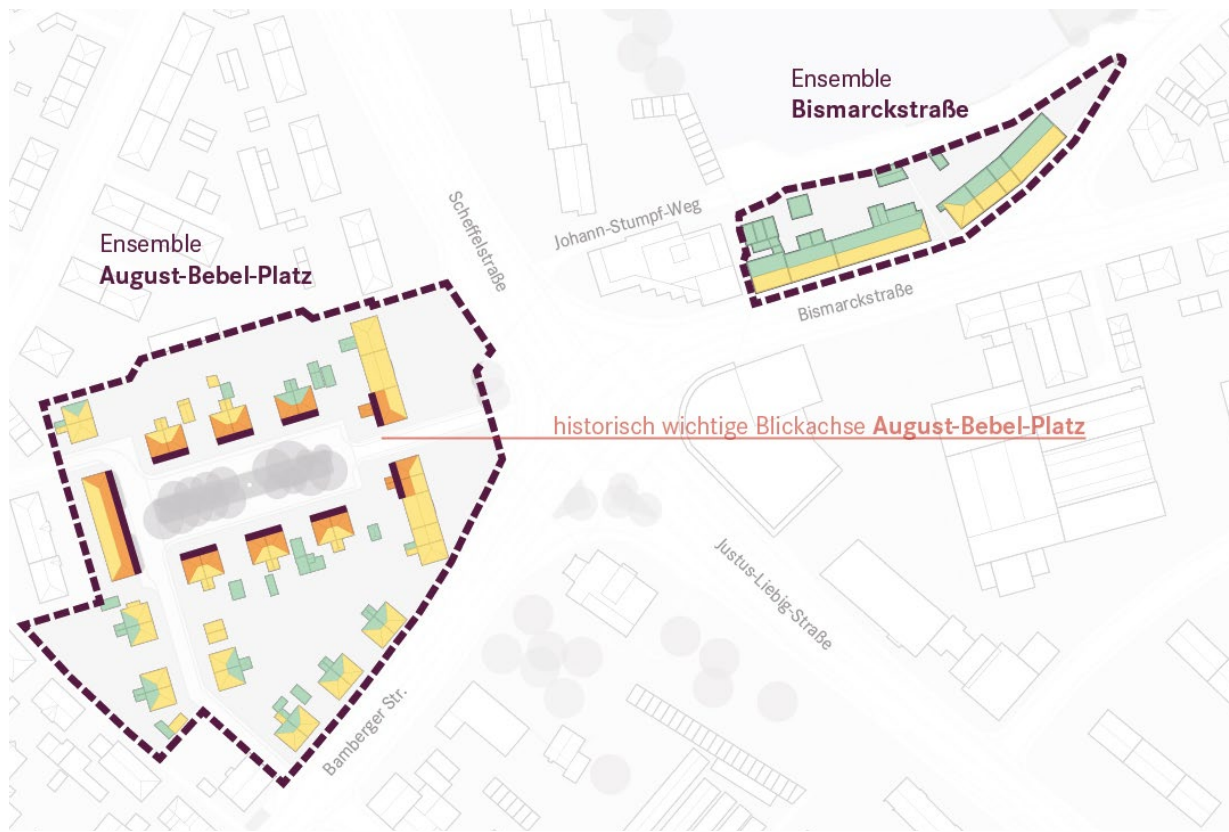 Ensemble
Bismarckstraße
Scheffelstraße
Johann-Stumpf-Weg
Ensemble
August-Bebel-Platz
Bismarckstraße
historisch wichtige Blickachse August-Bebel-Platz
Justus-Liebig-Straße
Bamberger Str.